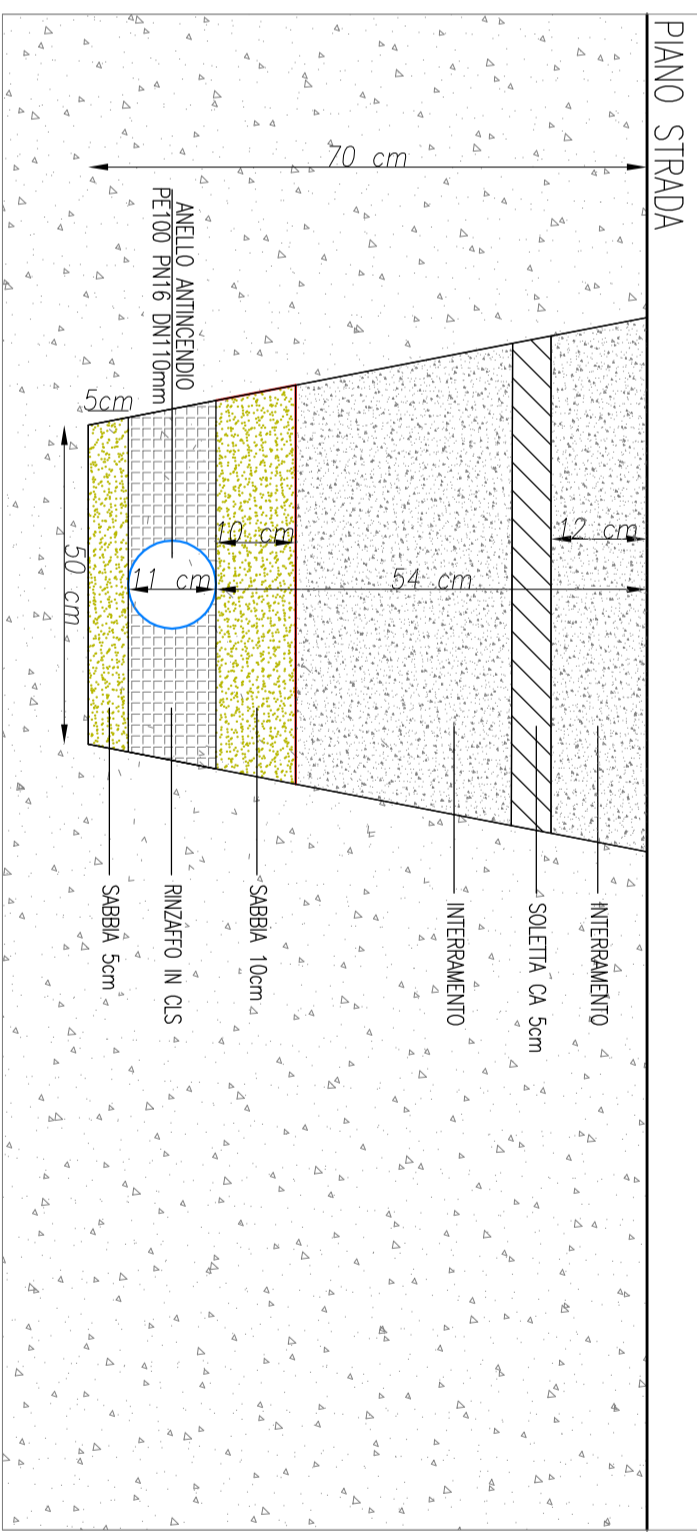 PIANO STRADA
70 cm
ANELLO ANTINCENDIO
PE100 PN16 DN110mm
5cm
50 cm
11 cm
10 cm
54 cm
12 cm
INTERRAMENTO
SOLETTA CA 5cm
INTERRAMENTO
SABBIA 10cm
RINZAFFO IN CLS
SABBIA 5cm